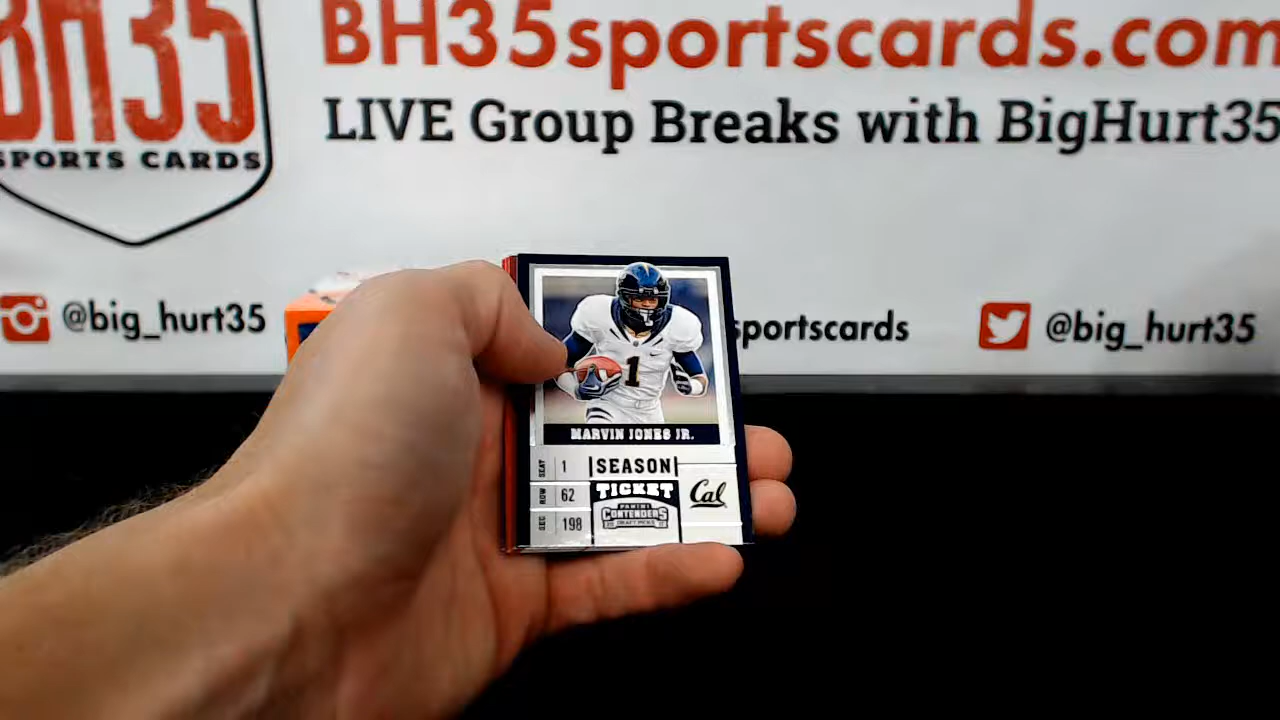 BH35
SPORTS CARDS
BH35sportscards.com
LIVE Group Breaks with BigHurt35
@big_hurt35
sportscards
@big_hurt35
1
MARVIN JONES JR.
SEAT 1
SEASON
TICKET
ROW 62
SEC 198
PANINI
CONTENDERS
DRAFT PICKS
Cal